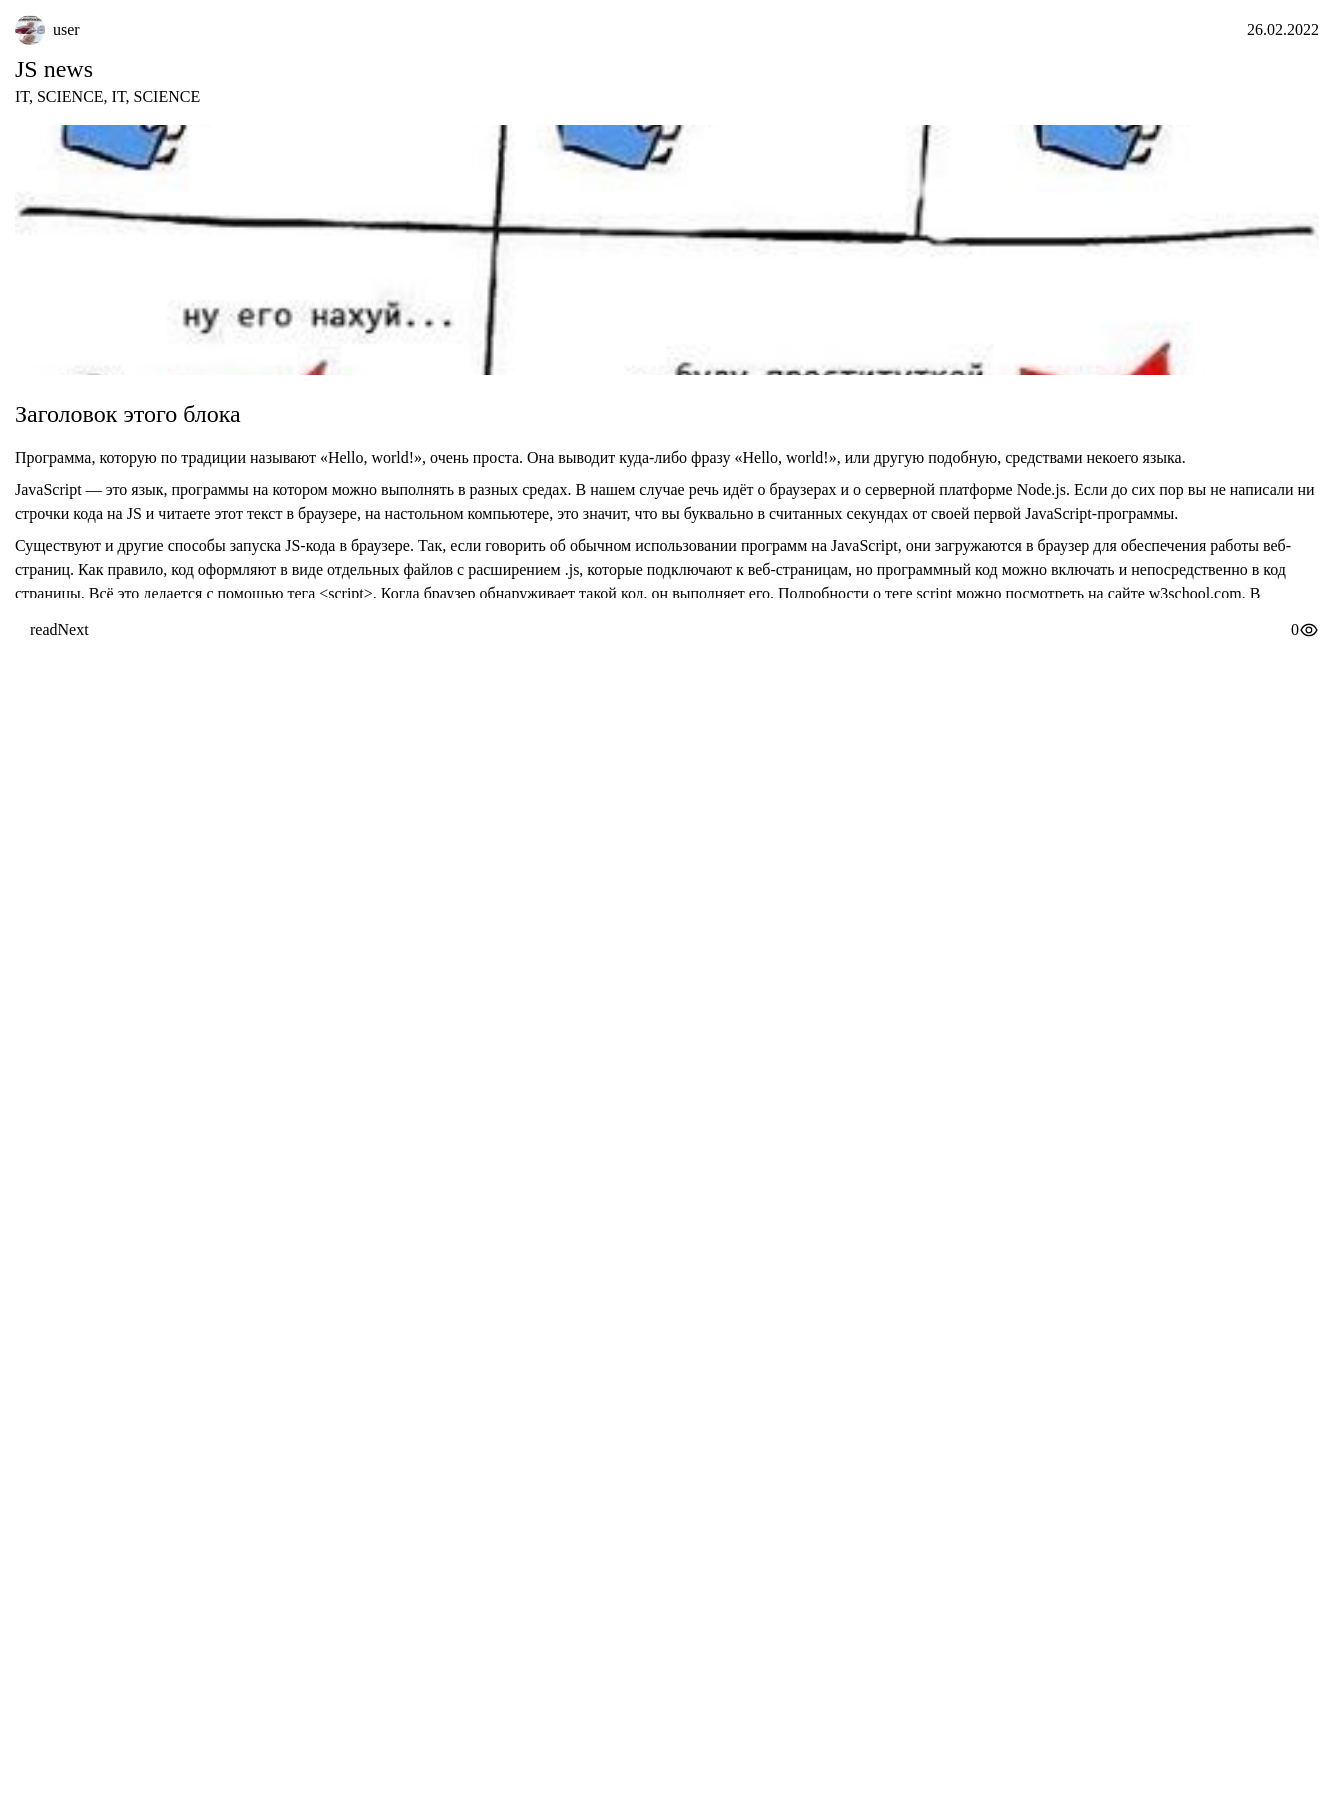 user
26.02.2022
JS news
IT, SCIENCE, IT, SCIENCE
ну его нахуй...
буду проституткой
Заголовок этого блока
Программа, которую по традиции называют «Hello, world!», очень проста. Она выводит куда-либо фразу «Hello, world!», или другую подобную, средствами некоего языка.
JavaScript — это язык, программы на котором можно выполнять в разных средах. В нашем случае речь идёт о браузерах и о серверной платформе Node.js. Если до сих пор вы не написали ни
строчки кода на JS и читаете этот текст в браузере, на настольном компьютере, это значит, что вы буквально в считанных секундах от своей первой JavaScript-программы.
Существуют и другие способы запуска JS-кода в браузере. Так, если говорить об обычном использовании программ на JavaScript, они загружаются в браузер для обеспечения работы веб-
страниц. Как правило, код оформляют в виде отдельных файлов с расширением .js, которые подключают к веб-страницам, но программный код можно включать и непосредственно в код
страницы. Всё это делается с помощью тега <script>. Когда браузер обнаруживает такой код, он выполняет его. Подробности о теге script можно посмотреть на сайте w3school.com. В
readNext
0